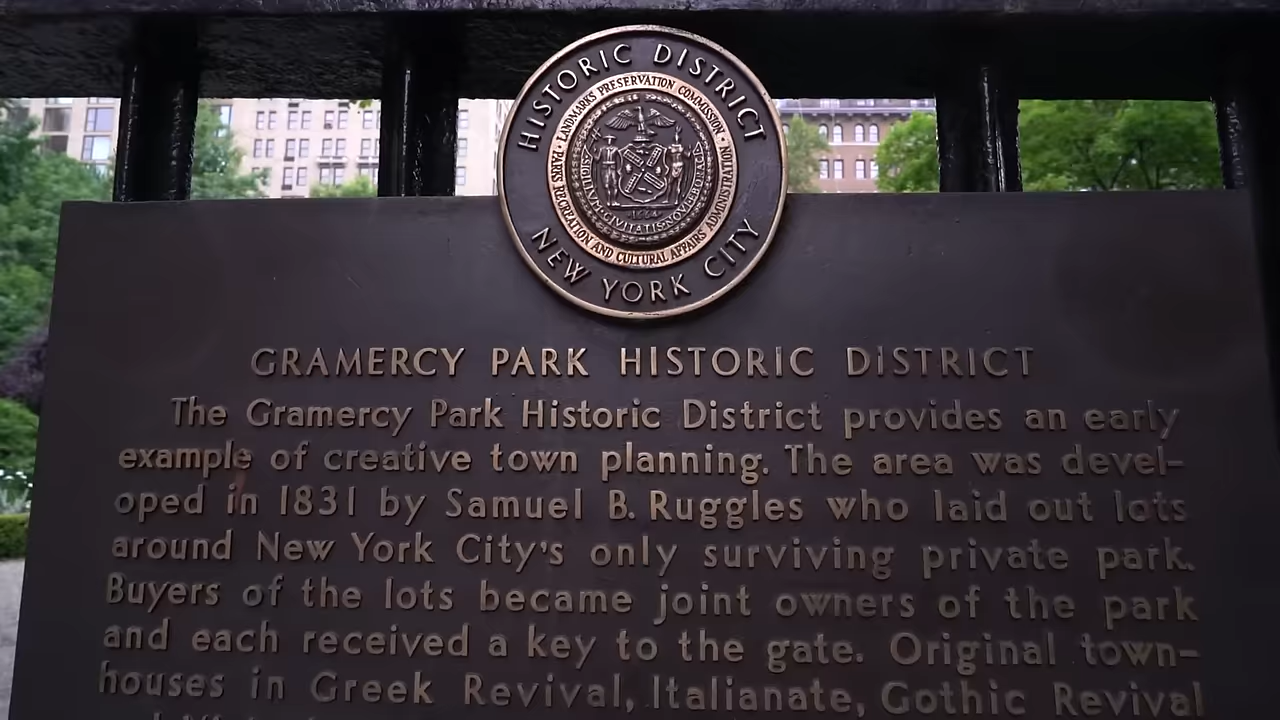 HISTORIC DISTRICT
LANDMARKS PRESERVATION COMMISSION
PARKS, RECREATION AND CULTURAL AFFAIRS ADMINISTRATION
1664
NEW YORK CITY
GRAMERCY PARK HISTORIC DISTRICT
The Gramercy Park Historic District provides an early
example of creative town planning. The area was devel-
oped in 1831 by Samuel B. Ruggles who laid out lots
around New York City's only surviving private park.
Buyers of the lots became joint owners of the park
and each received a key to the gate. Original town-
houses in Greek Revival, Italianate, Gothic Revival